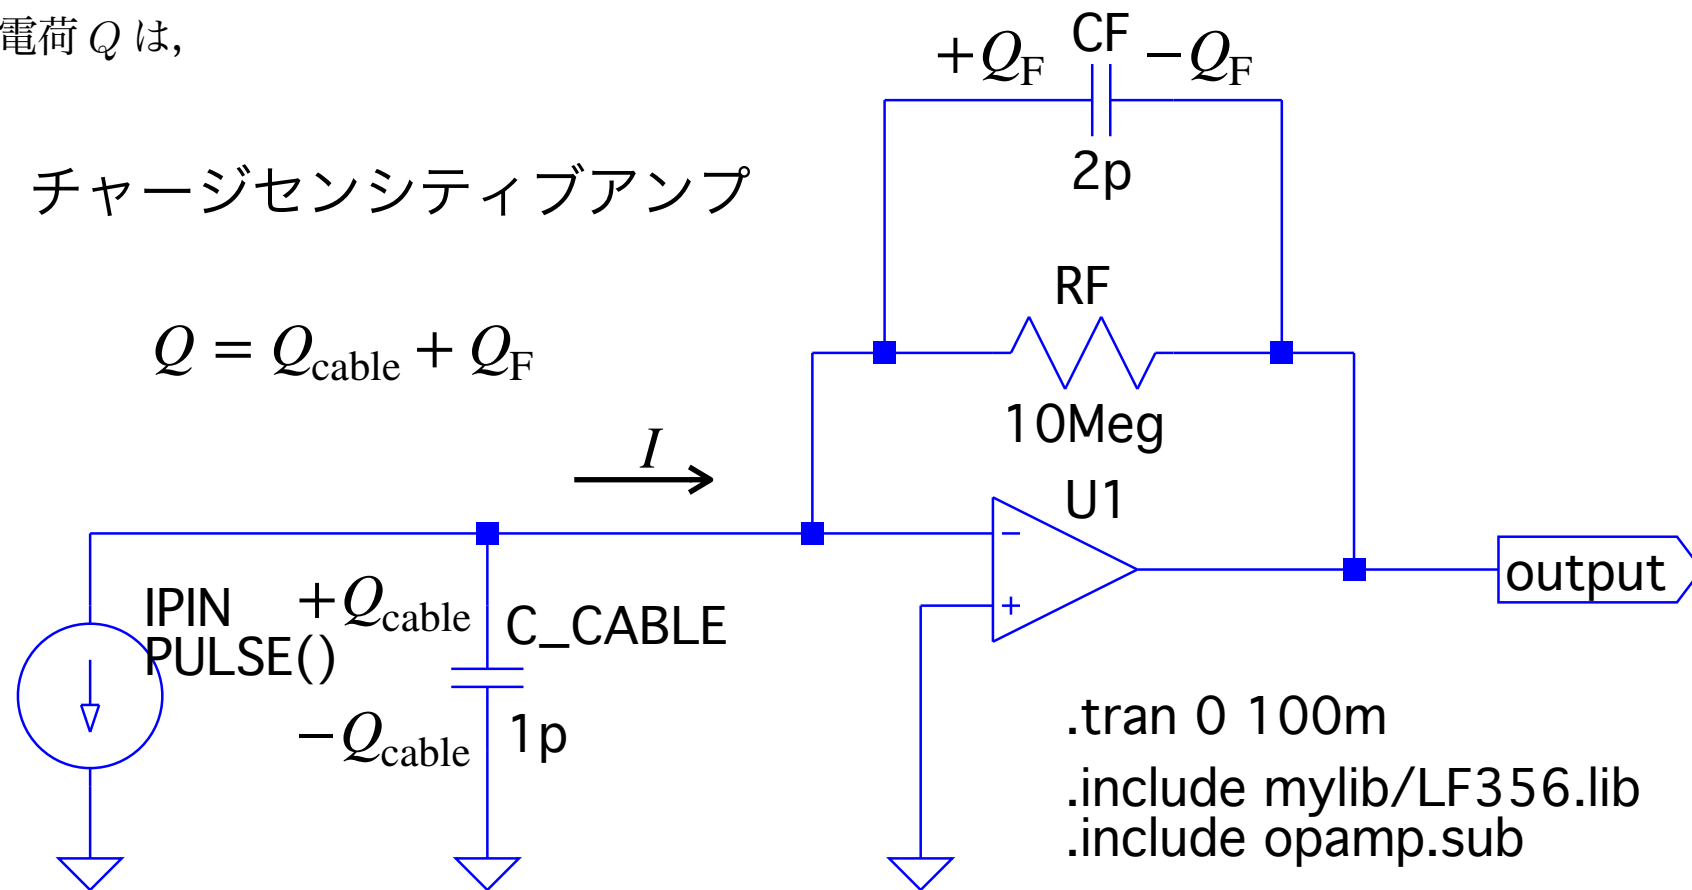 電荷 Q は,
+Q_F CF −Q_F
2p
チャージセンシティブアンプ
RF
Q = Q_cable + Q_F
10Meg
I
U1
−
+
output
IPIN
PULSE()
+Q_cable
C_CABLE
−Q_cable
1p
.tran 0 100m
.include mylib/LF356.lib
.include opamp.sub